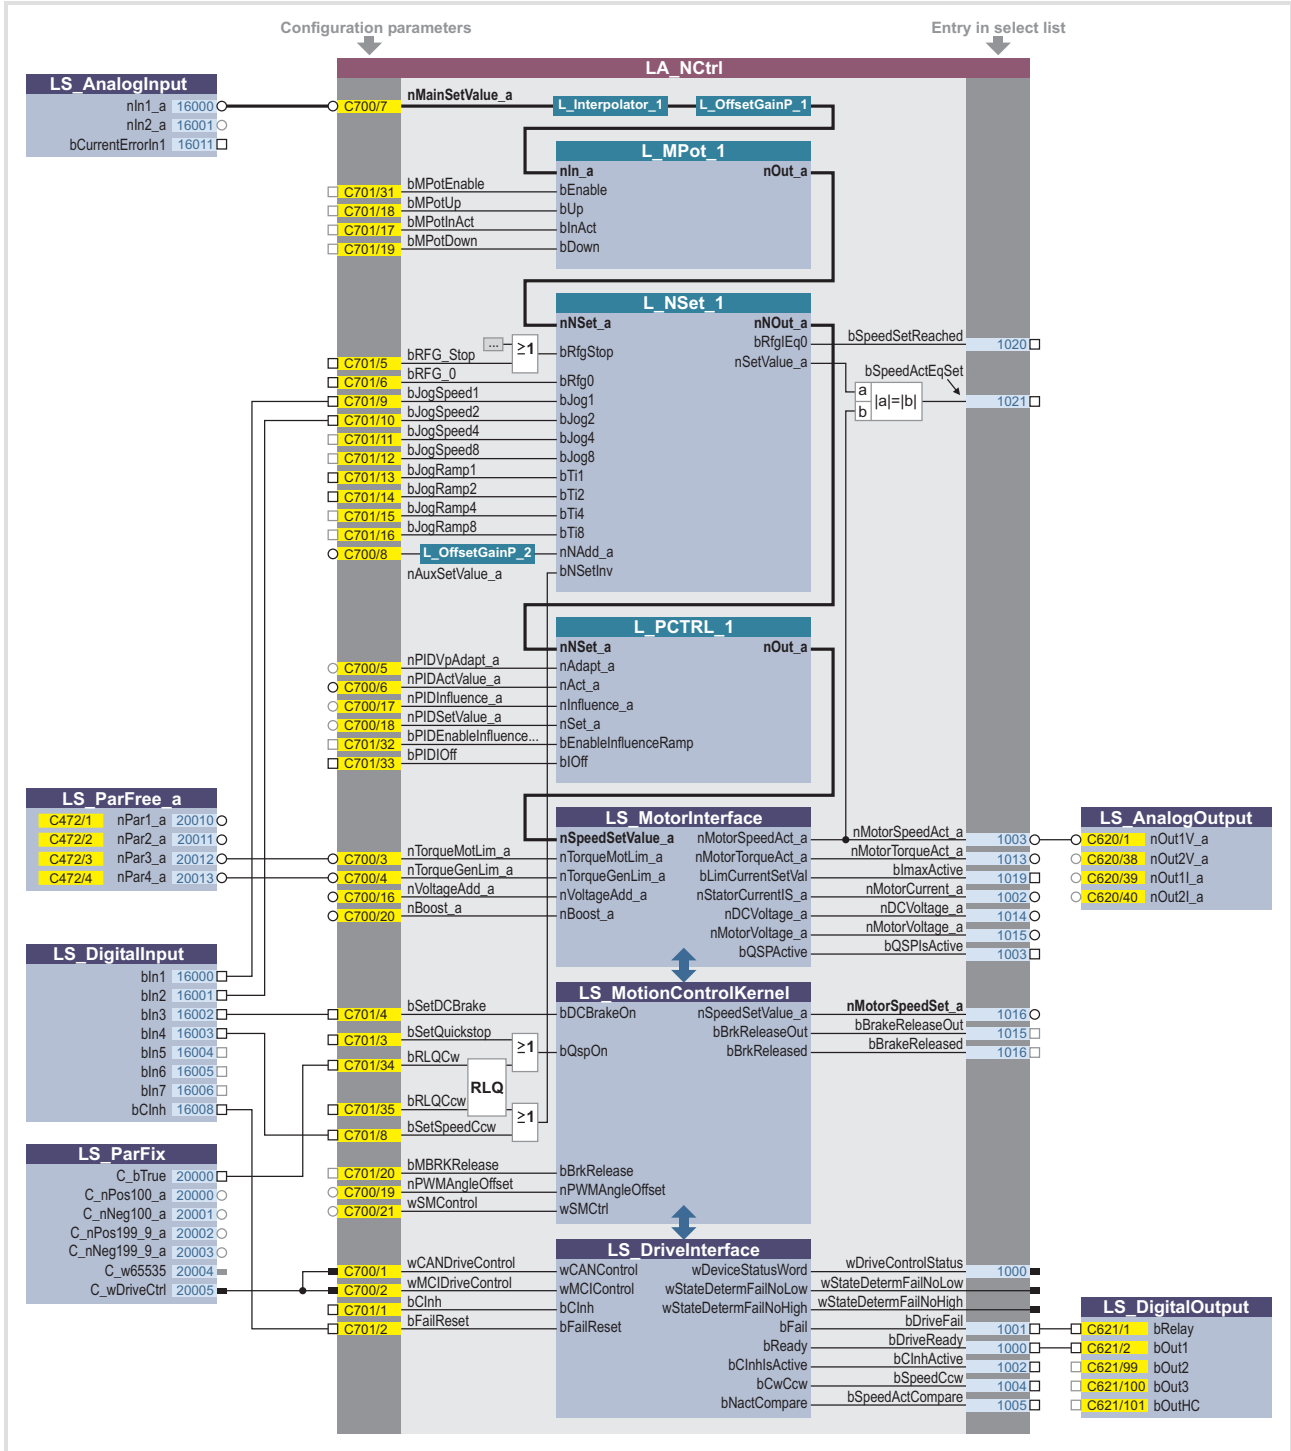 Configuration parameters
Entry in select list
LA_NCtrl
LS_AnalogInput
nIn1_a 16000
nIn2_a 16001
bCurrentErrorIn1 16011
C700/7 nMainSetValue_a
L_Interpolator_1
L_OffsetGainP_1
L_MPot_1
nIn_a nOut_a
C701/31 bMPotEnable bEnable
C701/18 bMPotUp bUp
C701/17 bMPotInAct bInAct
C701/19 bMPotDown bDown
L_NSet_1
nNSet_a nNOut_a
... ≥1 bRfgStop
bRfgIEq0 bSpeedSetReached 1020
nSetValue_a
C701/5 bRFG_Stop
C701/6 bRFG_0 bRfg0
C701/9 bJogSpeed1 bJog1
C701/10 bJogSpeed2 bJog2
C701/11 bJogSpeed4 bJog4
C701/12 bJogSpeed8 bJog8
C701/13 bJogRamp1 bTi1
C701/14 bJogRamp2 bTi2
C701/15 bJogRamp4 bTi4
C701/16 bJogRamp8 bTi8
C700/8 L_OffsetGainP_2 nNAdd_a
nAuxSetValue_a bNSetInv
bSpeedActEqSet
a
b
|a|=|b|
1021
L_PCTRL_1
nNSet_a nOut_a
C700/5 nPIDVpAdapt_a nAdapt_a
C700/6 nPIDActValue_a nAct_a
C700/17 nPIDInfluence_a nInfluence_a
C700/18 nPIDSetValue_a nSet_a
C701/32 bPIDEnableInfluence... bEnableInfluenceRamp
C701/33 bPIDIOff bIOff
LS_ParFree_a
C472/1 nPar1_a 20010
C472/2 nPar2_a 20011
C472/3 nPar3_a 20012
C472/4 nPar4_a 20013
LS_MotorInterface
nSpeedSetValue_a nMotorSpeedAct_a nMotorSpeedAct_a 1003
C700/3 nTorqueMotLim_a nTorqueMotLim_a nMotorTorqueAct_a nMotorTorqueAct_a 1013
C700/4 nTorqueGenLim_a nTorqueGenLim_a bLimCurrentSetVal bImaxActive 1019
C700/16 nVoltageAdd_a nVoltageAdd_a nStatorCurrentIS_a nMotorCurrent_a 1002
C700/20 nBoost_a nBoost_a nDCVoltage_a nDCVoltage_a 1014
nMotorVoltage_a nMotorVoltage_a 1015
bQSPActive bQSPIsActive 1003
LS_AnalogOutput
C620/1 nOut1V_a
C620/38 nOut2V_a
C620/39 nOut1I_a
C620/40 nOut2I_a
LS_DigitalInput
bIn1 16000
bIn2 16001
bIn3 16002
bIn4 16003
bIn5 16004
bIn6 16005
bIn7 16006
bCInh 16008
LS_MotionControlKernel
C701/4 bSetDCBrake bDCBrakeOn nSpeedSetValue_a nMotorSpeedSet_a 1016
bBrkReleaseOut bBrakeReleaseOut 1015
C701/3 bSetQuickstop ≥1 bQspOn bBrkReleased bBrakeReleased 1016
C701/34 bRLQCw
RLQ
C701/35 bRLQCcw
≥1
C701/8 bSetSpeedCcw
C701/20 bMBRKRelease bBrkRelease
C700/19 nPWMAngleOffset nPWMAngleOffset
C700/21 wSMControl wSMCtrl
LS_ParFix
C_bTrue 20000
C_nPos100_a 20000
C_nNeg100_a 20001
C_nPos199_9_a 20002
C_nNeg199_9_a 20003
C_w65535 20004
C_wDriveCtrl 20005
LS_DriveInterface
C700/1 wCANDriveControl wCANControl wDeviceStatusWord wDriveControlStatus 1000
C700/2 wMCIDriveControl wMCIControl wStateDetermFailNoLow wStateDetermFailNoLow
C701/1 bCInh bCInh wStateDetermFailNoHigh wStateDetermFailNoHigh
C701/2 bFailReset bFailReset bFail bDriveFail 1001
bReady bDriveReady 1000
bCInhIsActive bCInhActive 1002
bCwCcw bSpeedCcw 1004
bNactCompare bSpeedActCompare 1005
LS_DigitalOutput
C621/1 bRelay
C621/2 bOut1
C621/99 bOut2
C621/100 bOut3
C621/101 bOutHC